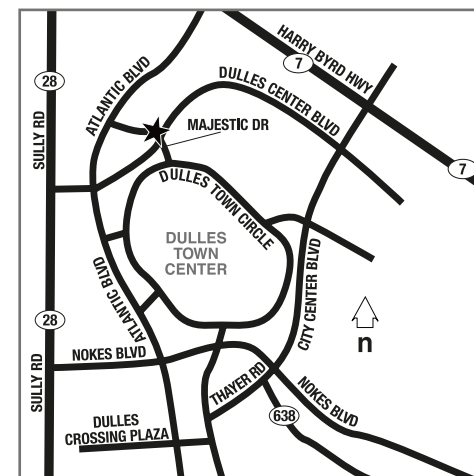 HARRY BYRD HWY
7
28
ATLANTIC BLVD
DULLES CENTER BLVD
SULLY RD
MAJESTIC DR
7
DULLES TOWN CIRCLE
DULLES
TOWN
CENTER
CITY CENTER BLVD
ATLANTIC BLVD
28
n
NOKES BLVD
SULLY RD
THAYER RD
NOKES BLVD
638
DULLES
CROSSING PLAZA